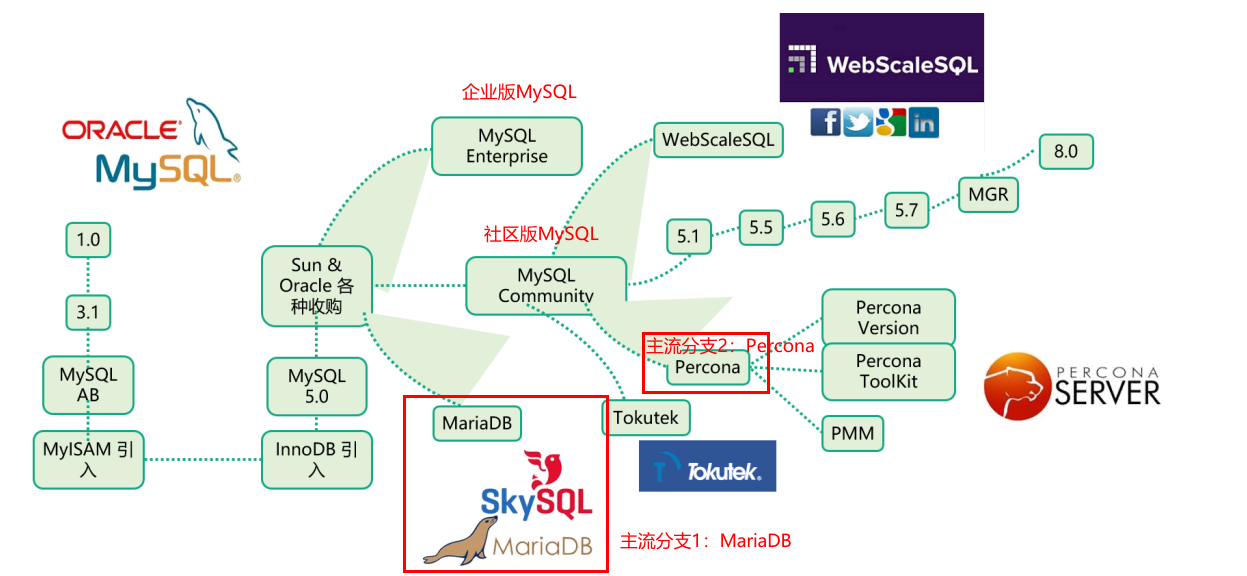 WebScaleSQL
f
in
企业版MySQL
ORACLE®
MySQL®
MySQL
Enterprise
WebScaleSQL
8.0
MGR
5.7
5.6
5.5
5.1
1.0
社区版MySQL
Sun &
Oracle 各
种收购
MySQL
Community
3.1
Percona
Version
主流分支2：Percona
Percona
Percona
ToolKit
PERCONA
SERVER
MySQL
AB
MySQL
5.0
MariaDB
Tokutek
PMM
MyISAM 引
入
InnoDB 引
入
T Tokutek®
SkySQL
MariaDB
主流分支1：MariaDB